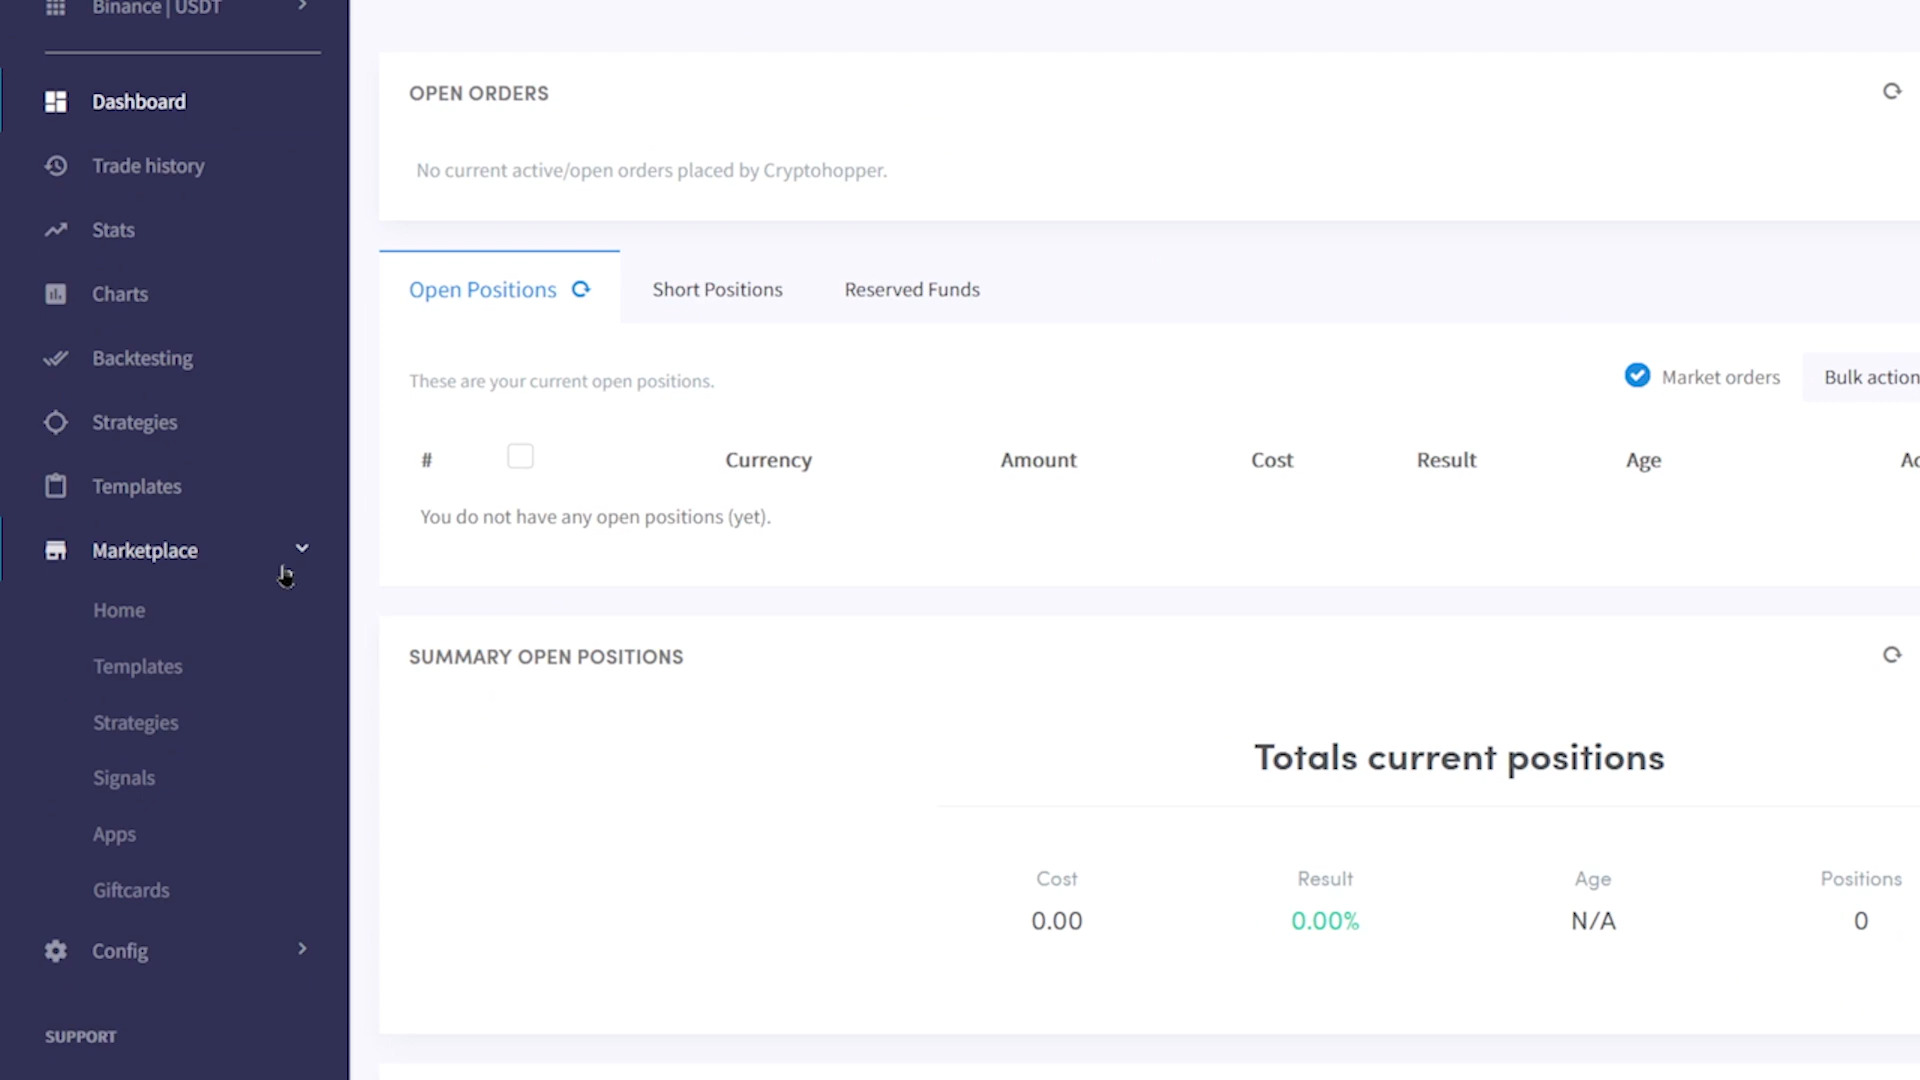 Binance | USDT
Dashboard
Trade history
Stats
Charts
Backtesting
Strategies
Templates
Marketplace
Home
Templates
Strategies
Signals
Apps
Giftcards
Config
SUPPORT
OPEN ORDERS
No current active/open orders placed by Cryptohopper.
Open Positions Short Positions Reserved Funds
These are your current open positions. Market orders Bulk action
# Currency Amount Cost Result Age Ac
You do not have any open positions (yet).
SUMMARY OPEN POSITIONS
Totals current positions
Cost Result Age Positions
0.00 0.00% N/A 0